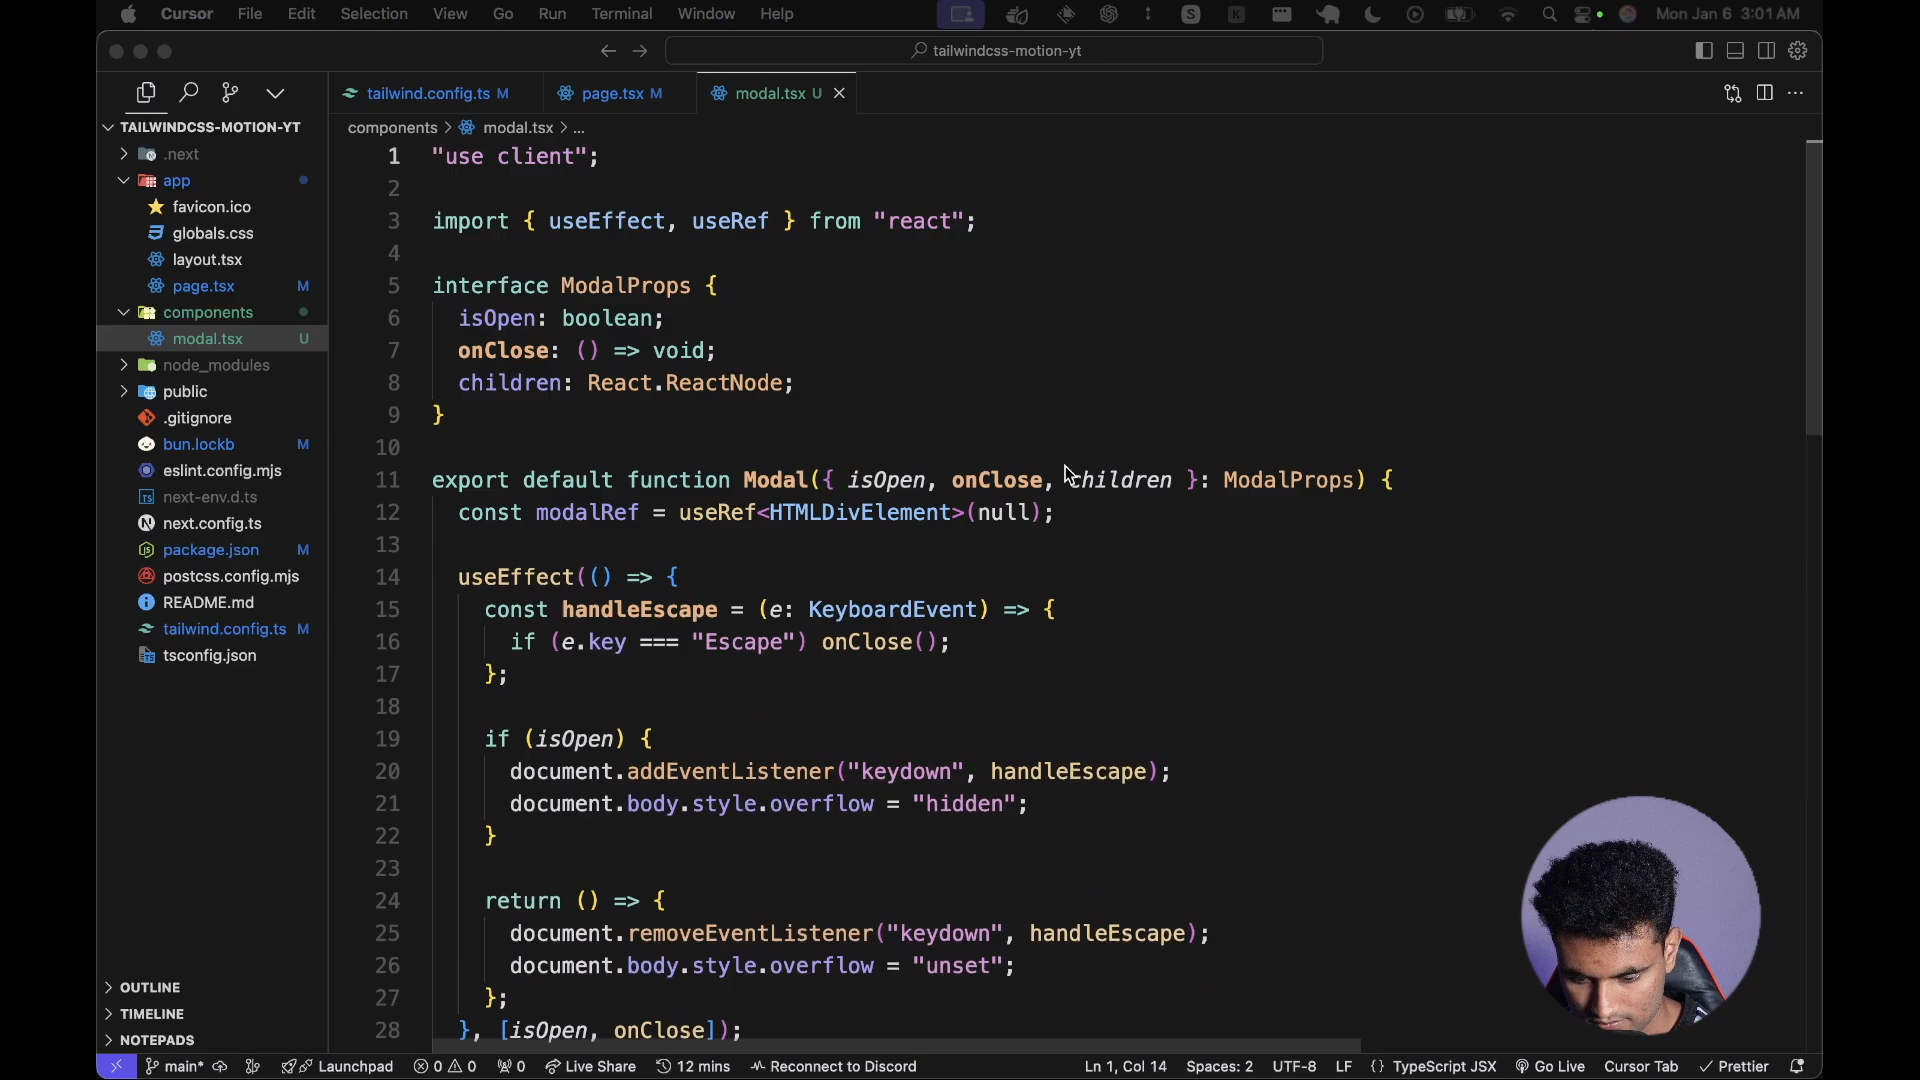 Cursor File Edit Selection View Go Run Terminal Window Help Mon Jan 6 3:01 AM
tailwindcss-motion-yt
tailwind.config.ts M page.tsx M modal.tsx U
components > modal.tsx > ...
TAILWINDCSS-MOTION-YT
.next
app
favicon.ico
globals.css
layout.tsx
page.tsx M
components
modal.tsx U
node_modules
public
.gitignore
bun.lockb M
eslint.config.mjs
next-env.d.ts
next.config.ts
package.json M
postcss.config.mjs
README.md
tailwind.config.ts M
tsconfig.json
OUTLINE
TIMELINE
NOTEPADS
1 "use client";
2
3 import { useEffect, useRef } from "react";
4
5 interface ModalProps {
6 isOpen: boolean;
7 onClose: () => void;
8 children: React.ReactNode;
9 }
10
11 export default function Modal({ isOpen, onClose, children }: ModalProps) {
12 const modalRef = useRef<HTMLDivElement>(null);
13
14 useEffect(() => {
15 const handleEscape = (e: KeyboardEvent) => {
16 if (e.key === "Escape") onClose();
17 };
18
19 if (isOpen) {
20 document.addEventListener("keydown", handleEscape);
21 document.body.style.overflow = "hidden";
22 }
23
24 return () => {
25 document.removeEventListener("keydown", handleEscape);
26 document.body.style.overflow = "unset";
27 };
28 }, [isOpen, onClose]);
main* Launchpad 0 0 0 Live Share 12 mins Reconnect to Discord Ln 1, Col 14 Spaces: 2 UTF-8 LF {} TypeScript JSX Go Live Cursor Tab Prettier